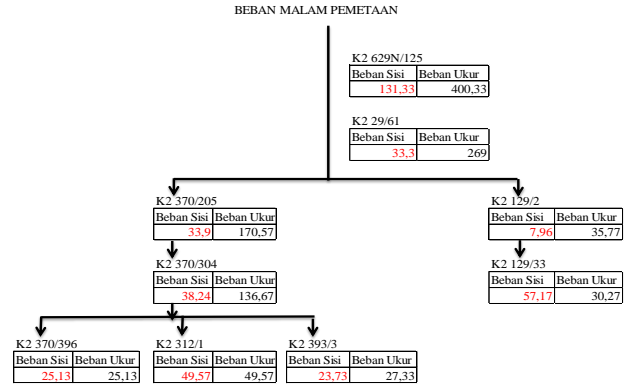 BEBAN MALAM PEMETAAN
K2 629N/125
Beban Sisi Beban Ukur
131,33 400,33
K2 29/61
Beban Sisi Beban Ukur
33,3 269
K2 370/205
Beban Sisi Beban Ukur
33,9 170,57
K2 129/2
Beban Sisi Beban Ukur
7,96 35,77
K2 370/304
Beban Sisi Beban Ukur
38,24 136,67
K2 129/33
Beban Sisi Beban Ukur
57,17 30,27
K2 370/396
Beban Sisi Beban Ukur
25,13 25,13
K2 312/1
Beban Sisi Beban Ukur
49,57 49,57
K2 393/3
Beban Sisi Beban Ukur
23,73 27,33